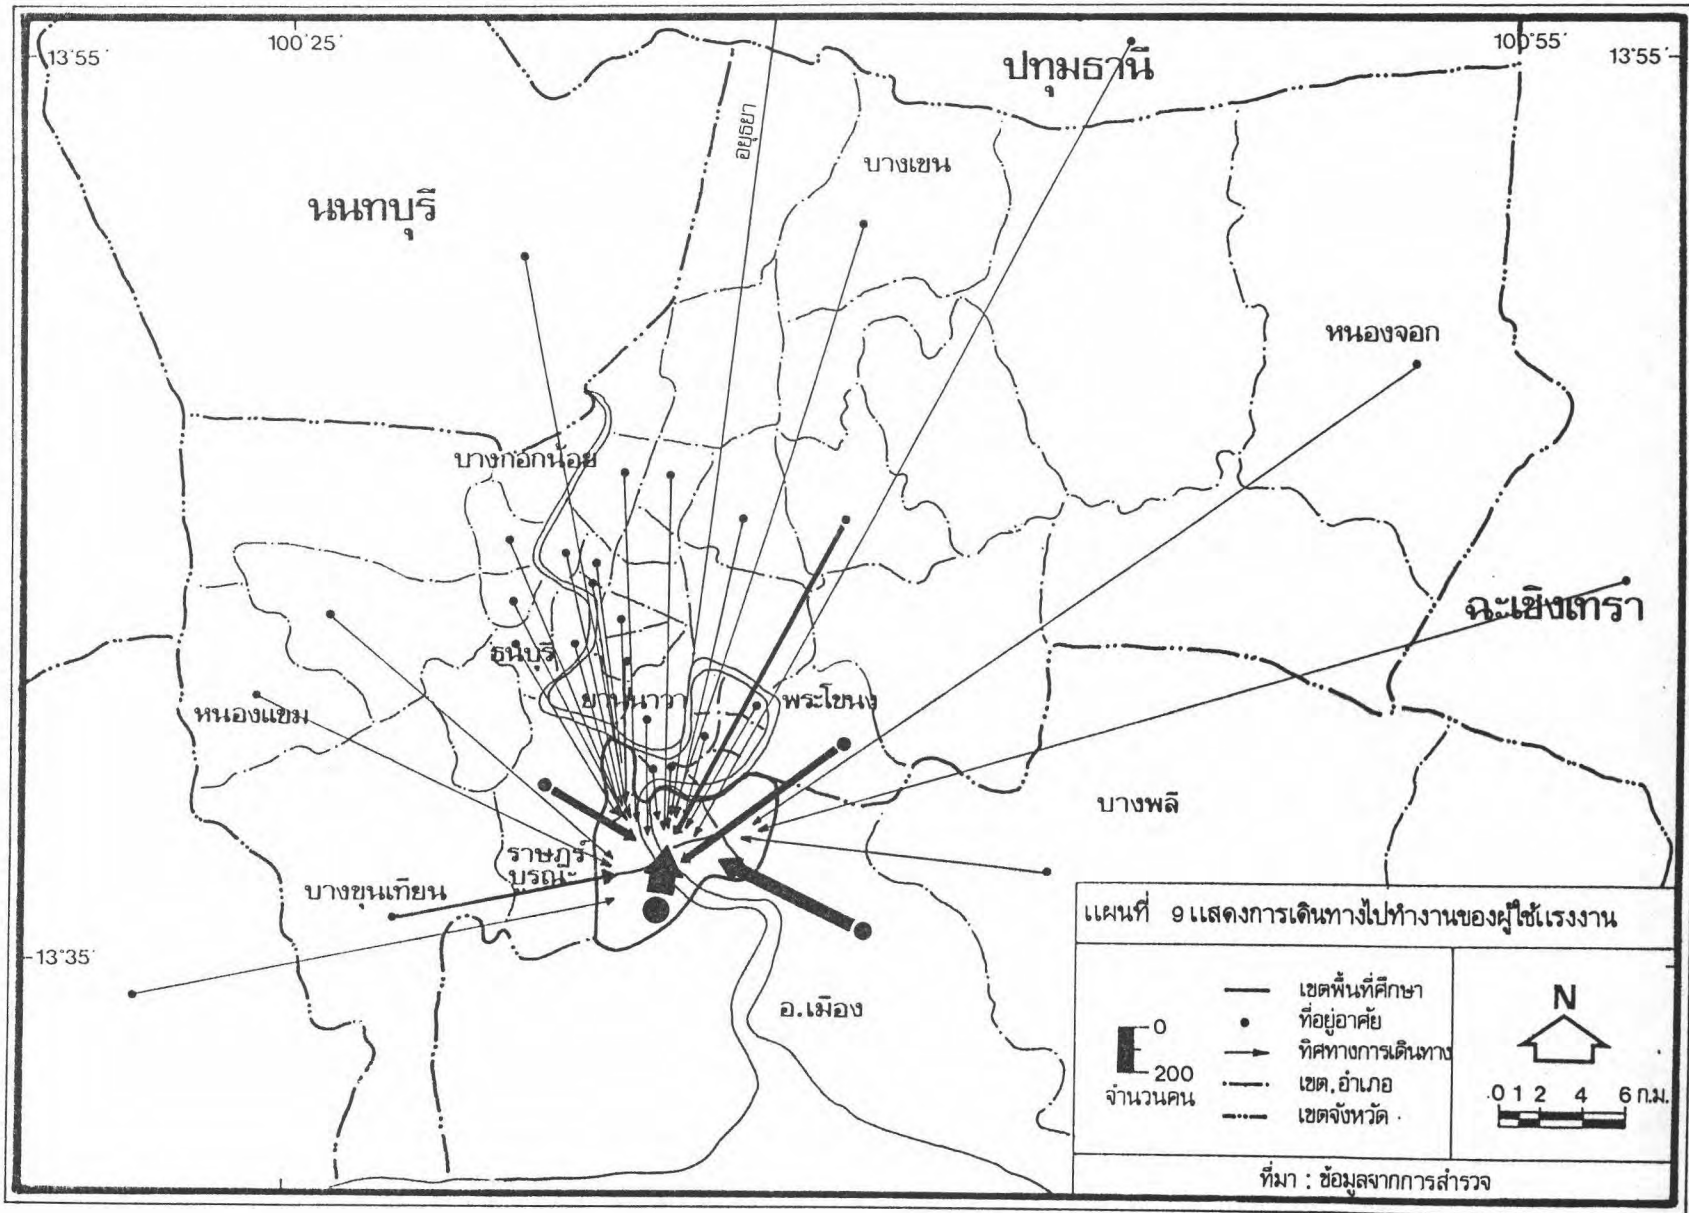 100°25'
100°55'
13°55'
13°55'
ปทุมธานี
อยุธยา
บางเขน
นนทบุรี
หนองจอก
บางกอกน้อย
ฉะเชิงเทรา
ธนบุรี
ยานนาวา
พระโขนง
หนองแขม
บางพลี
ราษฎร์
บูรณะ
บางขุนเทียน
13°35'
อ.เมือง
แผนที่ 9 แสดงการเดินทางไปทำงานของผู้ใช้แรงงาน
0
200
จำนวนคน
เขตพื้นที่ศึกษา
ที่อยู่อาศัย
ทิศทางการเดินทาง
เขต,อำเภอ
เขตจังหวัด
N
0 1 2 4 6 ก.ม.
ที่มา : ข้อมูลจากการสำรวจ